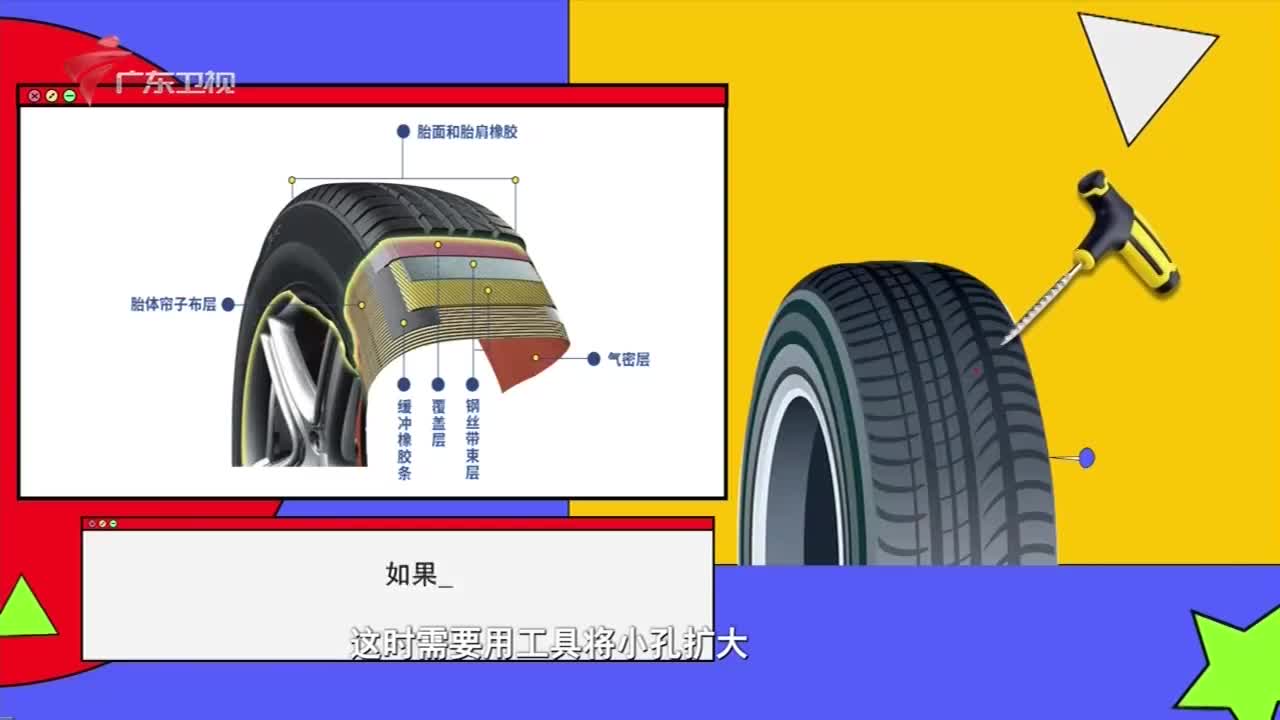 广东卫视
胎面和胎肩橡胶
胎体帘子布层
气密层
缓冲橡胶条
覆盖层
钢丝带束层
如果_
这时需要用工具将小孔扩大